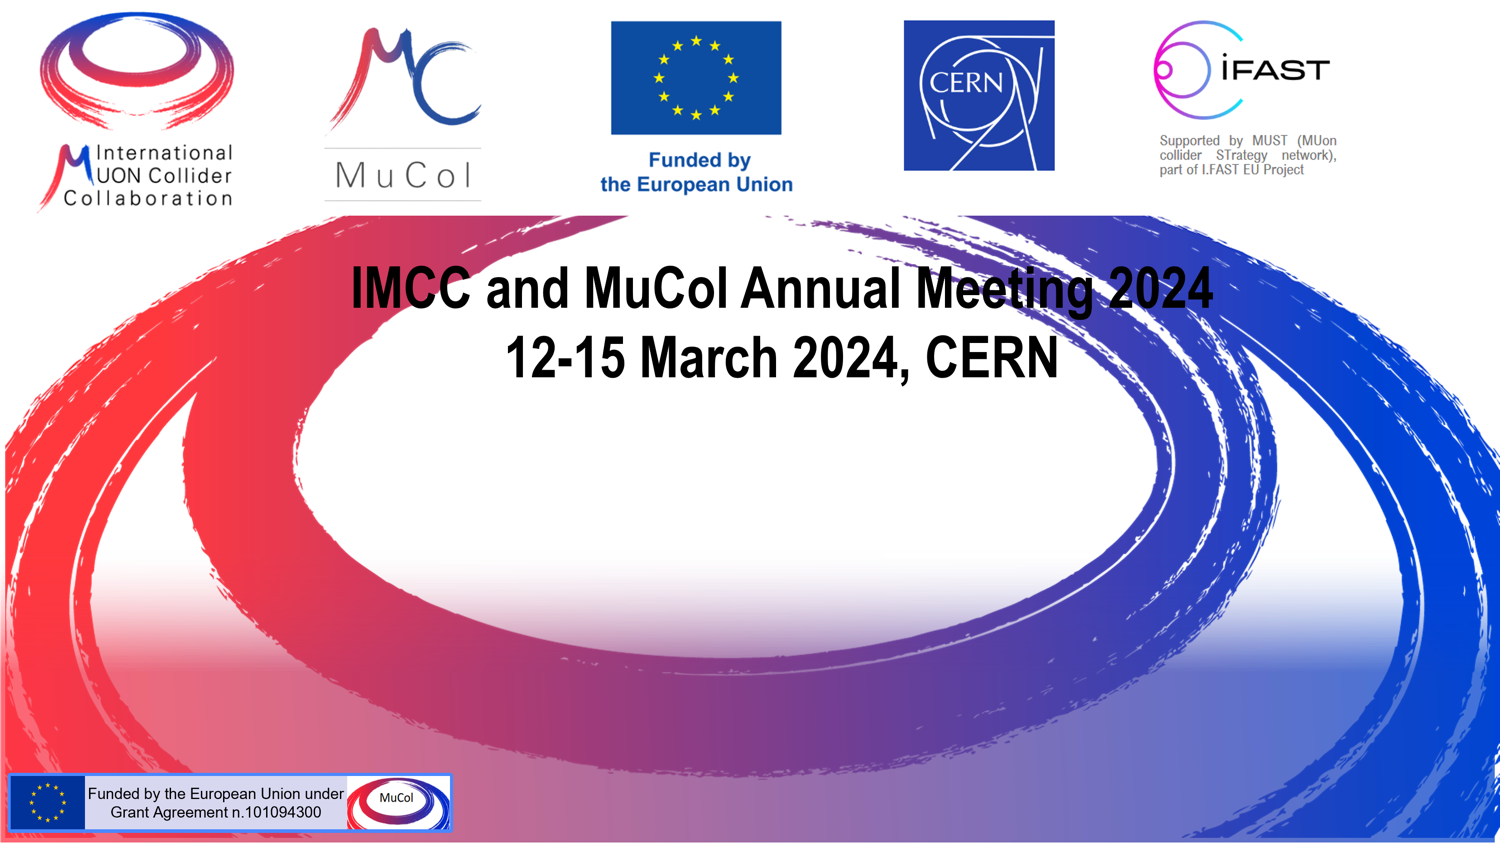 International
MUON Collider
Collaboration
MC
MuCol
Funded by
the European Union
CERN
iFAST
Supported by MUST (MUon
collider STrategy network),
part of I.FAST EU Project
IMCC and MuCol Annual Meeting 2024
12-15 March 2024, CERN
Funded by the European Union under
Grant Agreement n.101094300
MuCol